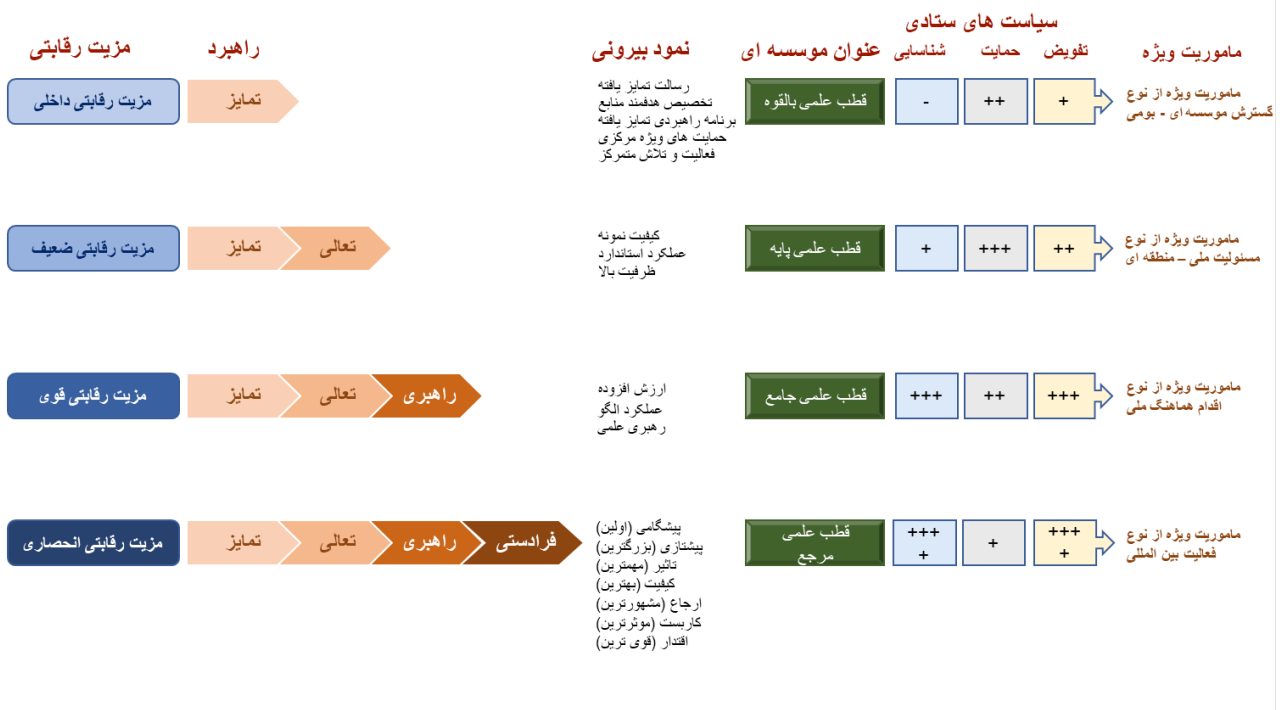 سیاست های ستادی
مزیت رقابتی
راهبرد
نمود بیرونی
عنوان موسسه ای
شناسایی
حمایت
تفویض
ماموریت ویژه
مزیت رقابتی داخلی
تمایز
رسالت تمایز یافته
تخصیص هدفمند منابع
برنامه راهبردی تمایز یافته
حمایت های ویژه مرکزی
فعالیت و تلاش متمرکز
قطب علمی بالقوه
-
++
+
ماموریت ویژه از نوع
گسترش موسسه ای - بومی
مزیت رقابتی ضعیف
تمایز
تعالی
کیفیت نمونه
عملکرد استاندارد
ظرفیت بالا
قطب علمی پایه
+
+++
++
ماموریت ویژه از نوع
مسئولیت ملی – منطقه ای
مزیت رقابتی قوی
تمایز
تعالی
راهبری
ارزش افزوده
عملکرد الگو
رهبری علمی
قطب علمی جامع
+++
++
+++
ماموریت ویژه از نوع
اقدام هماهنگ ملی
مزیت رقابتی انحصاری
تمایز
تعالی
راهبری
فرادستی
پیشگامی (اولین)
پیشتازی (بزرگترین)
تاثیر (مهمترین)
کیفیت (بهترین)
ارجاع (مشهورترین)
کاربست (موثرترین)
اقتدار (قوی ترین)
قطب علمی
مرجع
+++
+
+
+++
+
ماموریت ویژه از نوع
فعالیت بین المللی